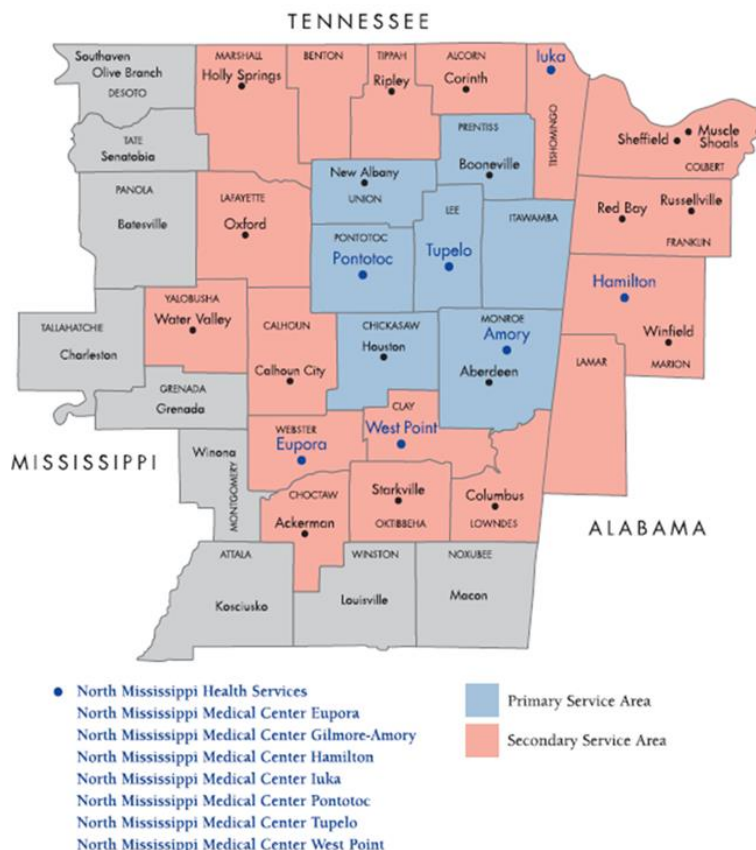 TENNESSEE
Southaven
Olive Branch
DESOTO
MARSHALL
Holly Springs
BENTON
TIPPAH
Ripley
ALCORN
Corinth
Iuka
TISHOMINGO
TATE
Senatobia
PRENTISS
Booneville
Sheffield
Muscle
Shoals
COLBERT
PANOLA
Batesville
LAFAYETTE
Oxford
New Albany
UNION
LEE
Tupelo
ITAWAMBA
Red Bay
Russellville
FRANKLIN
PONTOTOC
Pontotoc
Hamilton
Winfield
MARION
TALLAHATCHIE
Charleston
YALOBUSHA
Water Valley
CALHOUN
Calhoun City
CHICKASAW
Houston
MONROE
Amory
Aberdeen
LAMAR
GRENADA
Grenada
MISSISSIPPI
Winona
MONTGOMERY
WEBSTER
Eupora
CLAY
West Point
CHOCTAW
Ackerman
Starkville
OKTIBBEHA
Columbus
LOWNDES
ALABAMA
ATTALA
Kosciusko
WINSTON
Louisville
NOXUBEE
Macon
North Mississippi Health Services
North Mississippi Medical Center Eupora
North Mississippi Medical Center Gilmore-Amory
North Mississippi Medical Center Hamilton
North Mississippi Medical Center Iuka
North Mississippi Medical Center Pontotoc
North Mississippi Medical Center Tupelo
North Mississippi Medical Center West Point
Primary Service Area
Secondary Service Area